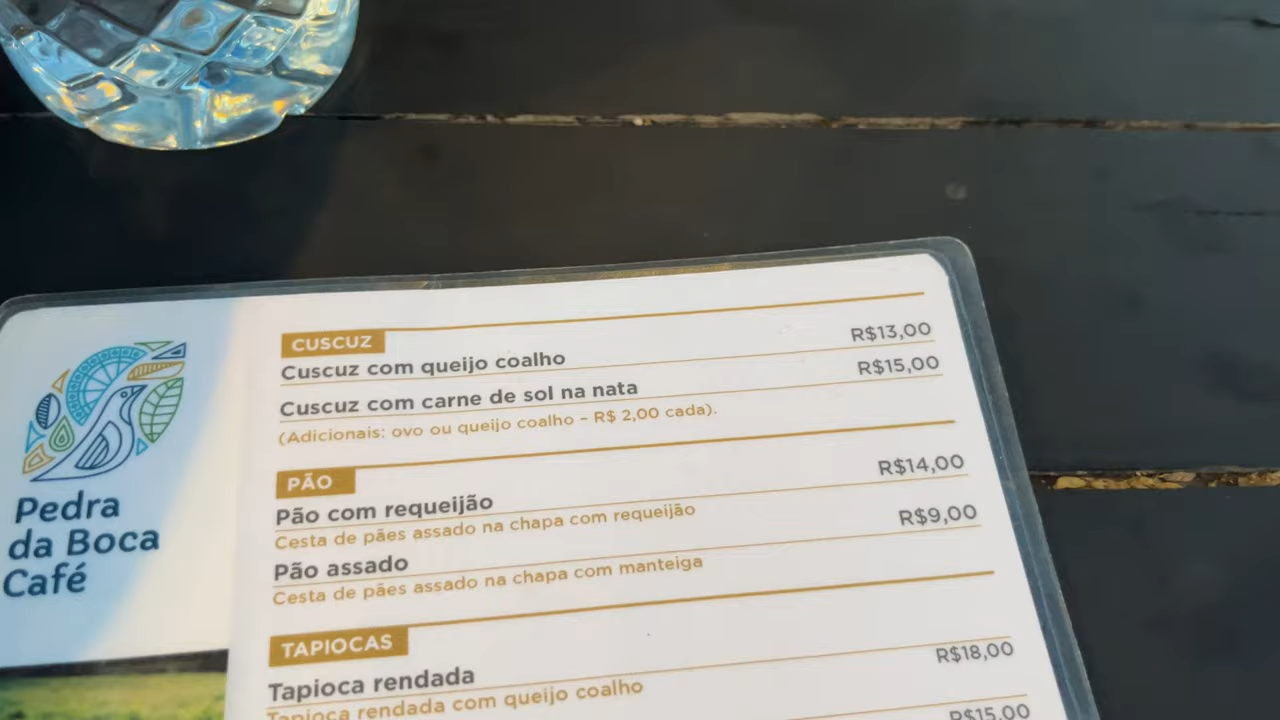 Pedra
da Boca
Café
CUSCUZ
Cuscuz com queijo coalho R$13,00
Cuscuz com carne de sol na nata R$15,00
(Adicionais: ovo ou queijo coalho – R$ 2,00 cada).
PÃO
Pão com requeijão R$14,00
Cesta de pães assado na chapa com requeijão
Pão assado R$9,00
Cesta de pães assado na chapa com manteiga
TAPIOCAS
Tapioca rendada R$18,00
Tapioca rendada com queijo coalho
R$15,00